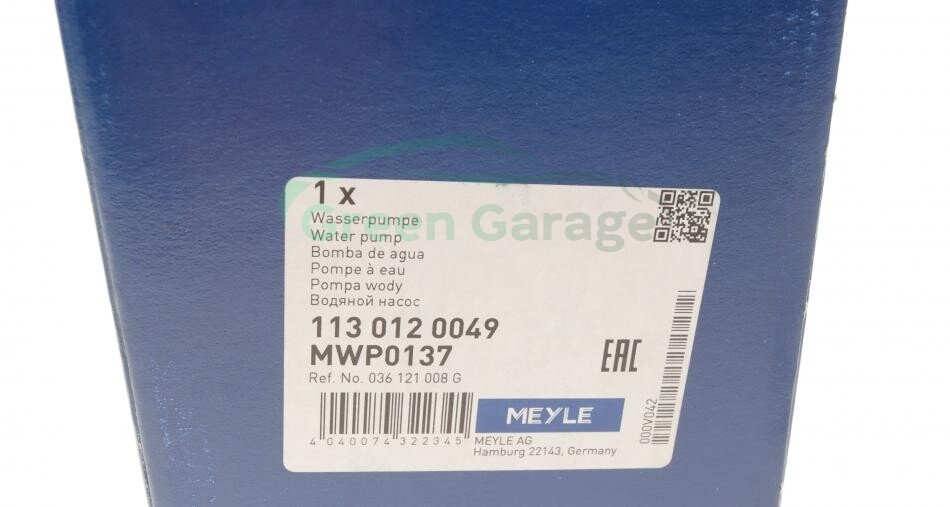 1 x
Wasserpumpe
Water pump
Bomba de agua
Pompe à eau
Pompa wody
Водяной насос
Green Garage
113 012 0049
MWP0137
Ref. No. 036 121 008 G
EAC
000V042
4 040074 322345
MEYLE
MEYLE AG
Hamburg 22143, Germany